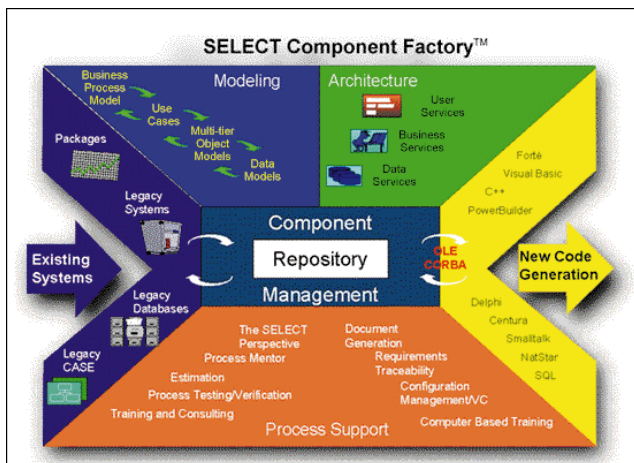 SELECT Component Factory™
Modeling
Architecture
Business
Process
Model
Use
Cases
Multi-tier
Object
Models
Data
Models
User
Services
Business
Services
Data
Services
Packages
Legacy
Systems
Existing
Systems
Legacy
Databases
Legacy
CASE
Component
Repository
Management
OLE
CORBA
Forté
Visual Basic
C++
PowerBuilder
New Code
Generation
Delphi
Centura
Smalltalk
NatStar
SQL
The SELECT
Perspective
Process Mentor
Estimation
Process Testing/Verification
Training and Consulting
Document
Generation
Requirements
Traceability
Configuration
Management/VC
Computer Based Training
Process Support